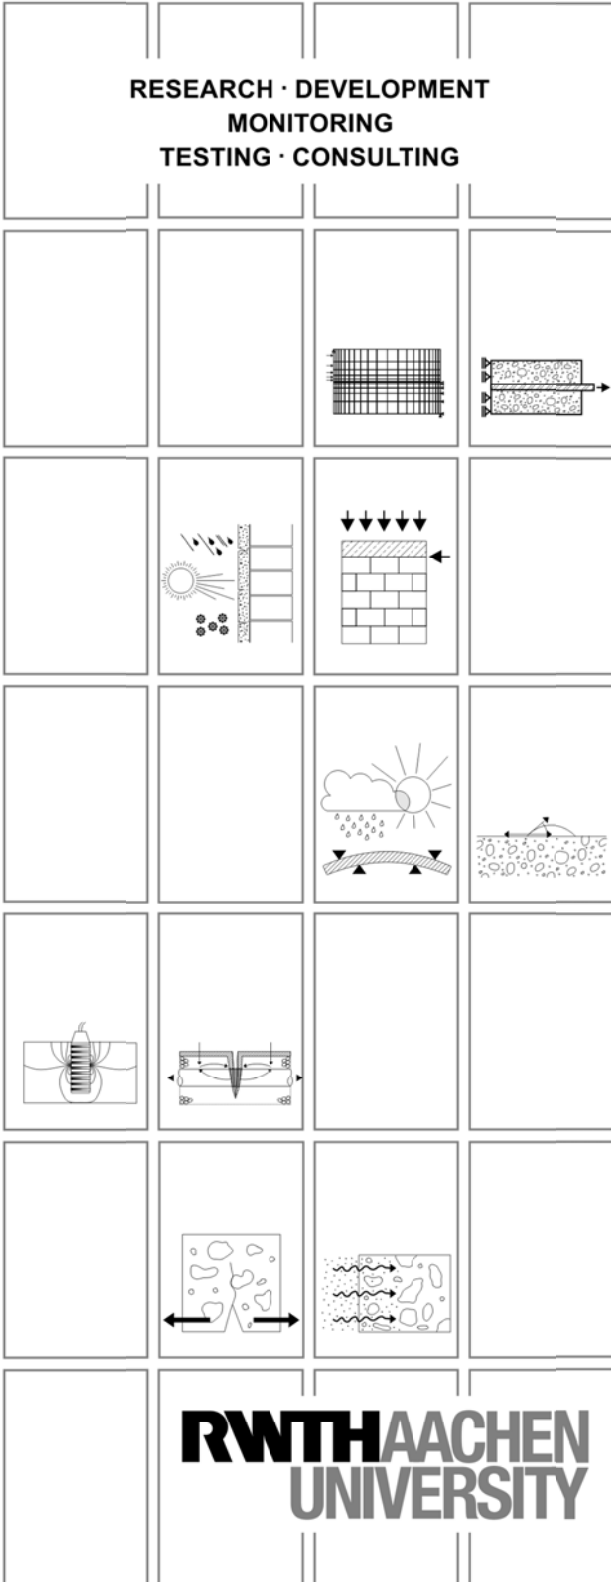 RESEARCH · DEVELOPMENT
MONITORING
TESTING · CONSULTING
RWTHAACHEN
UNIVERSITY